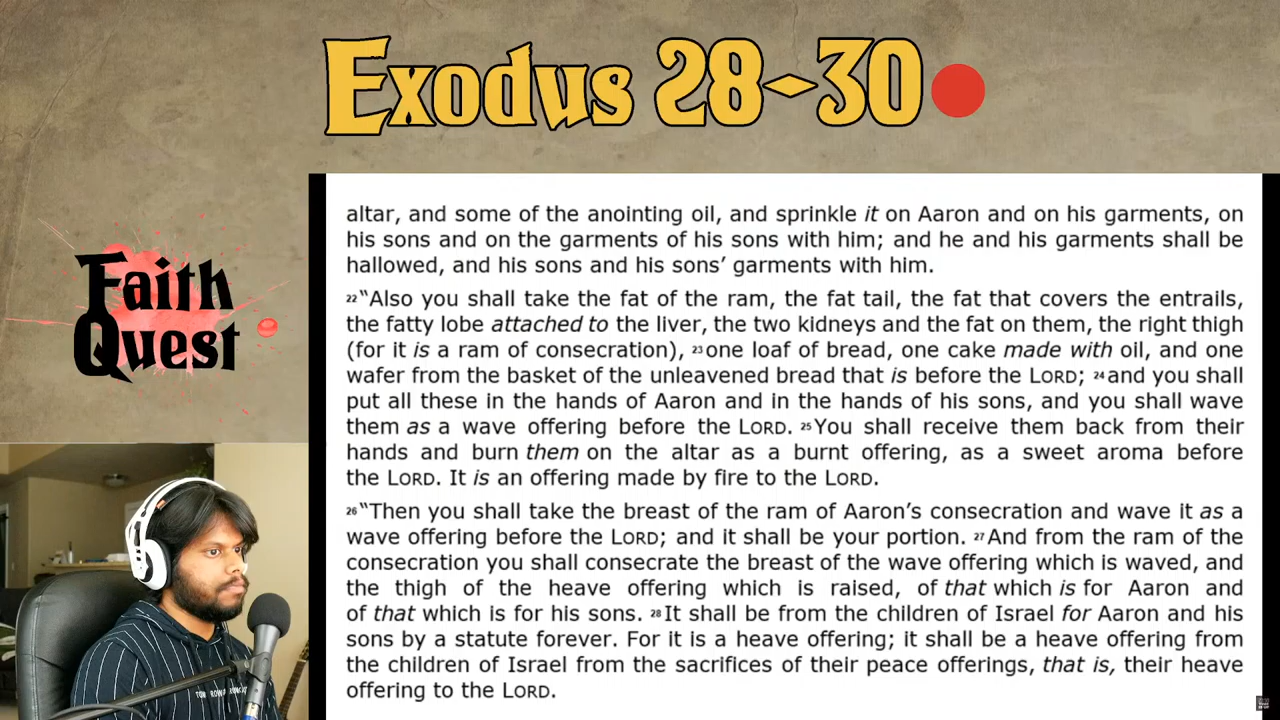 Exodus 28-30
altar, and some of the anointing oil, and sprinkle it on Aaron and on his garments, on
his sons and on the garments of his sons with him; and he and his garments shall be
hallowed, and his sons and his sons’ garments with him.
22 “Also you shall take the fat of the ram, the fat tail, the fat that covers the entrails,
the fatty lobe attached to the liver, the two kidneys and the fat on them, the right thigh
(for it is a ram of consecration), 23 one loaf of bread, one cake made with oil, and one
wafer from the basket of the unleavened bread that is before the LORD; 24 and you shall
put all these in the hands of Aaron and in the hands of his sons, and you shall wave
them as a wave offering before the LORD. 25 You shall receive them back from their
hands and burn them on the altar as a burnt offering, as a sweet aroma before
the LORD. It is an offering made by fire to the LORD.
26 “Then you shall take the breast of the ram of Aaron’s consecration and wave it as a
wave offering before the LORD; and it shall be your portion. 27 And from the ram of the
consecration you shall consecrate the breast of the wave offering which is waved, and
the thigh of the heave offering which is raised, of that which is for Aaron and
of that which is for his sons. 28 It shall be from the children of Israel for Aaron and his
sons by a statute forever. For it is a heave offering; it shall be a heave offering from
the children of Israel from the sacrifices of their peace offerings, that is, their heave
offering to the LORD.
Faith
Quest